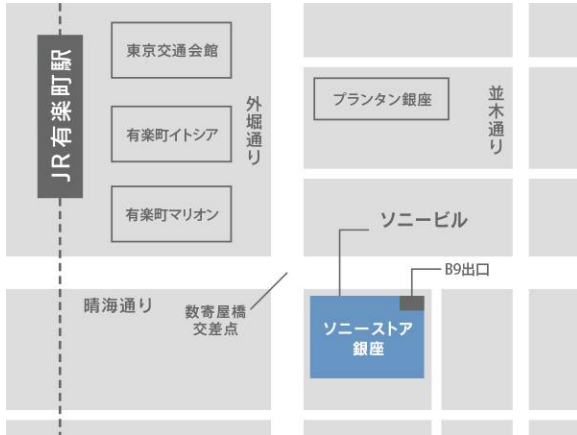 JR有楽町駅
東京交通会館
有楽町イトシア
有楽町マリオン
外堀通り
プランタン銀座
並木通り
ソニービル
B9出口
晴海通り
数寄屋橋
交差点
ソニーストア
銀座